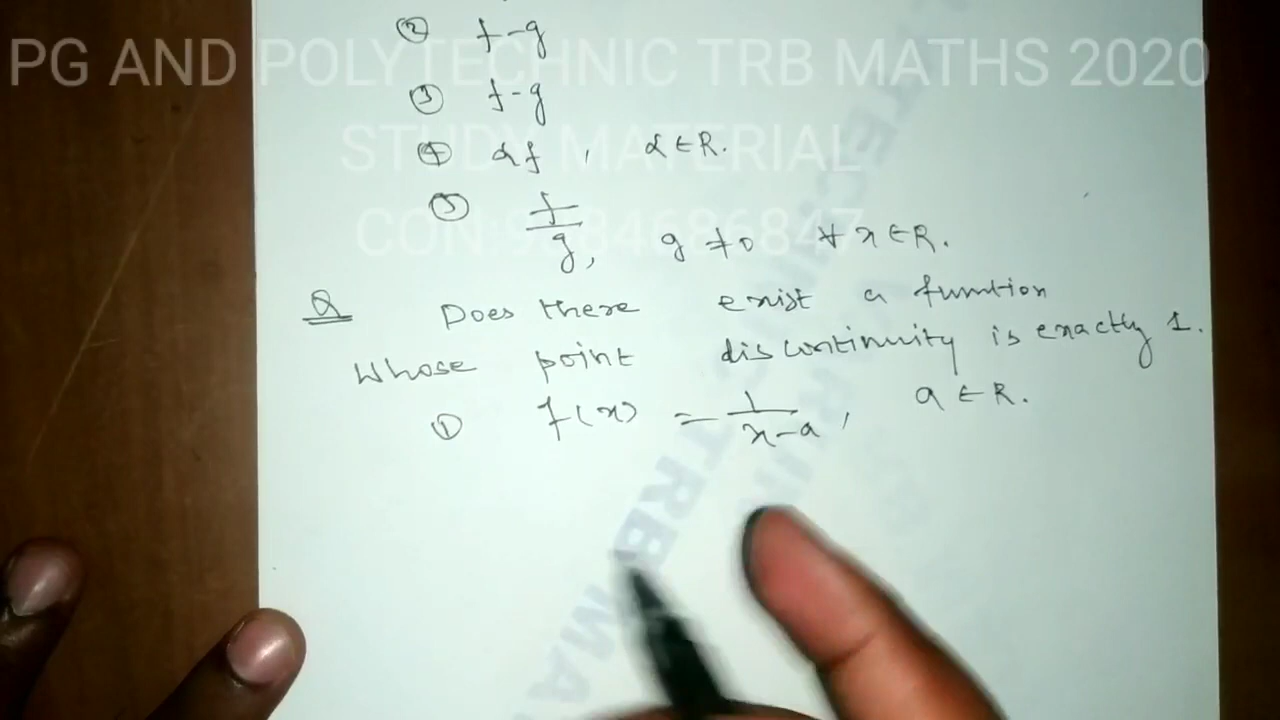 ② f-g
PG AND POLYTECHNIC TRB MATHS 2020
③ f-g
STUDY MATERIAL
④ αf , α∈R.
⑤ f/g, g≠0 ∀ x∈R.
Q Does there exist a function
whose point discontinuity is exactly 1.
① f(x) = 1/(x-a), a∈R.